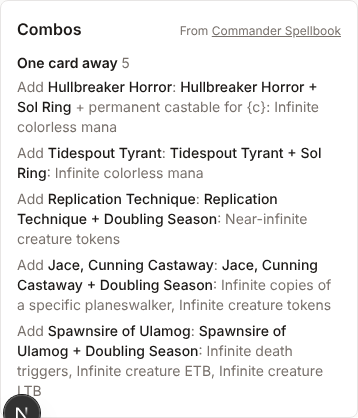 Combos
From Commander Spellbook
One card away 5
Add Hullbreaker Horror: Hullbreaker Horror +
Sol Ring + permanent castable for {c}: Infinite
colorless mana
Add Tidespout Tyrant: Tidespout Tyrant + Sol
Ring: Infinite colorless mana
Add Replication Technique: Replication
Technique + Doubling Season: Near-infinite
creature tokens
Add Jace, Cunning Castaway: Jace, Cunning
Castaway + Doubling Season: Infinite copies of
a specific planeswalker, Infinite creature tokens
Add Spawnsire of Ulamog: Spawnsire of
Ulamog + Doubling Season: Infinite death
triggers, Infinite creature ETB, Infinite creature
LTB
N